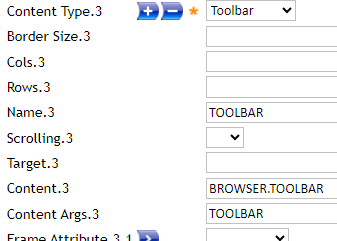 Content Type.3 * Toolbar
Border Size.3
Cols.3
Rows.3
Name.3 TOOLBAR
Scrolling.3
Target.3
Content.3 BROWSER.TOOLBAR
Content Args.3 TOOLBAR
Frame Attribute.3.1